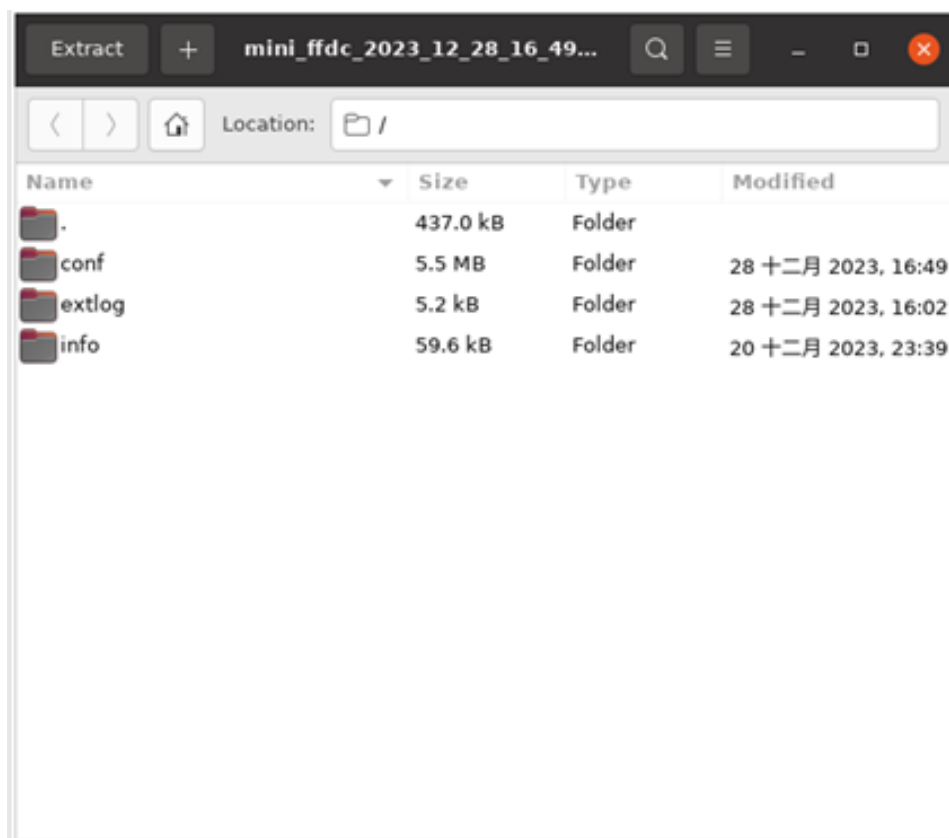 Extract + mini_ffdc_2023_12_28_16_49...
Location: /
Name Size Type Modified
. 437.0 kB Folder
conf 5.5 MB Folder 28 十二月 2023, 16:49
extlog 5.2 kB Folder 28 十二月 2023, 16:02
info 59.6 kB Folder 20 十二月 2023, 23:39